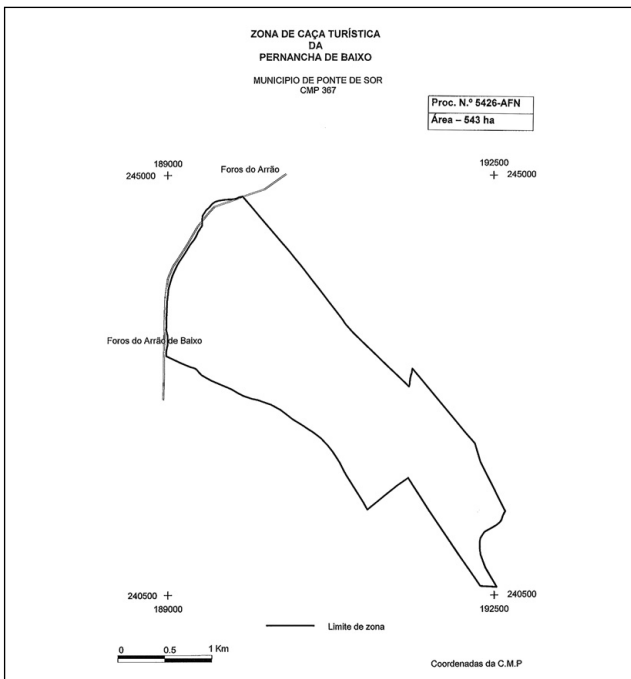 ZONA DE CAÇA TURÍSTICA
DA
PERNANCHA DE BAIXO
MUNICIPIO DE PONTE DE SOR
CMP 367
Proc. N.º 5426-AFN
Área – 543 ha
189000
245000
Foros do Arrão
192500
245000
Foros do Arrão de Baixo
240500
189000
240500
192500
Limite de zona
0 0.5 1 Km
Coordenadas da C.M.P